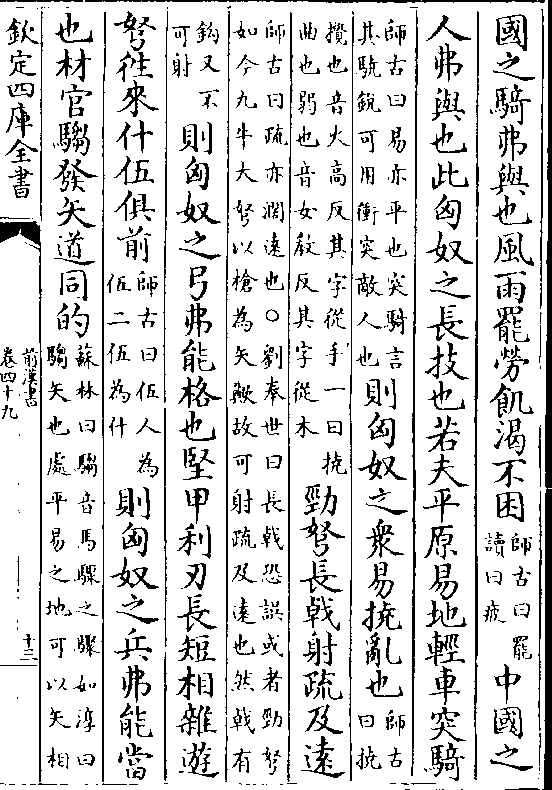 國之騎弗與也風雨罷勞飢渴不困師古曰罷讀曰疲中國之
人弗與也此匈奴之長技也若夫平原易地輕車突騎
師古曰易亦平也突騎言其驍銳可用衝突敵人也則匈奴之衆易撓亂也師古曰撓
攪也音火高反其字從手一曰撓曲也弱也音女敎反其字從木勁弩長戟射疏及遠
師古曰疏亦濶遠也○劉奉世曰長戟恐誤或者勁弩如今九牛大弩以槍為矢歟故可射疏及遠也然戟有
鈎又不可射則匈奴之弓弗能格也堅甲利刃長短相雜遊
弩往來什伍俱前師古曰伍人為伍二伍為什則匈奴之兵弗能當
也材官騶發矢道同的蘇林曰騶音馬驟之驟如淳曰騶矢也處平易之地可以矢相
欽定四庫全書
前漢書
卷四十九
十三